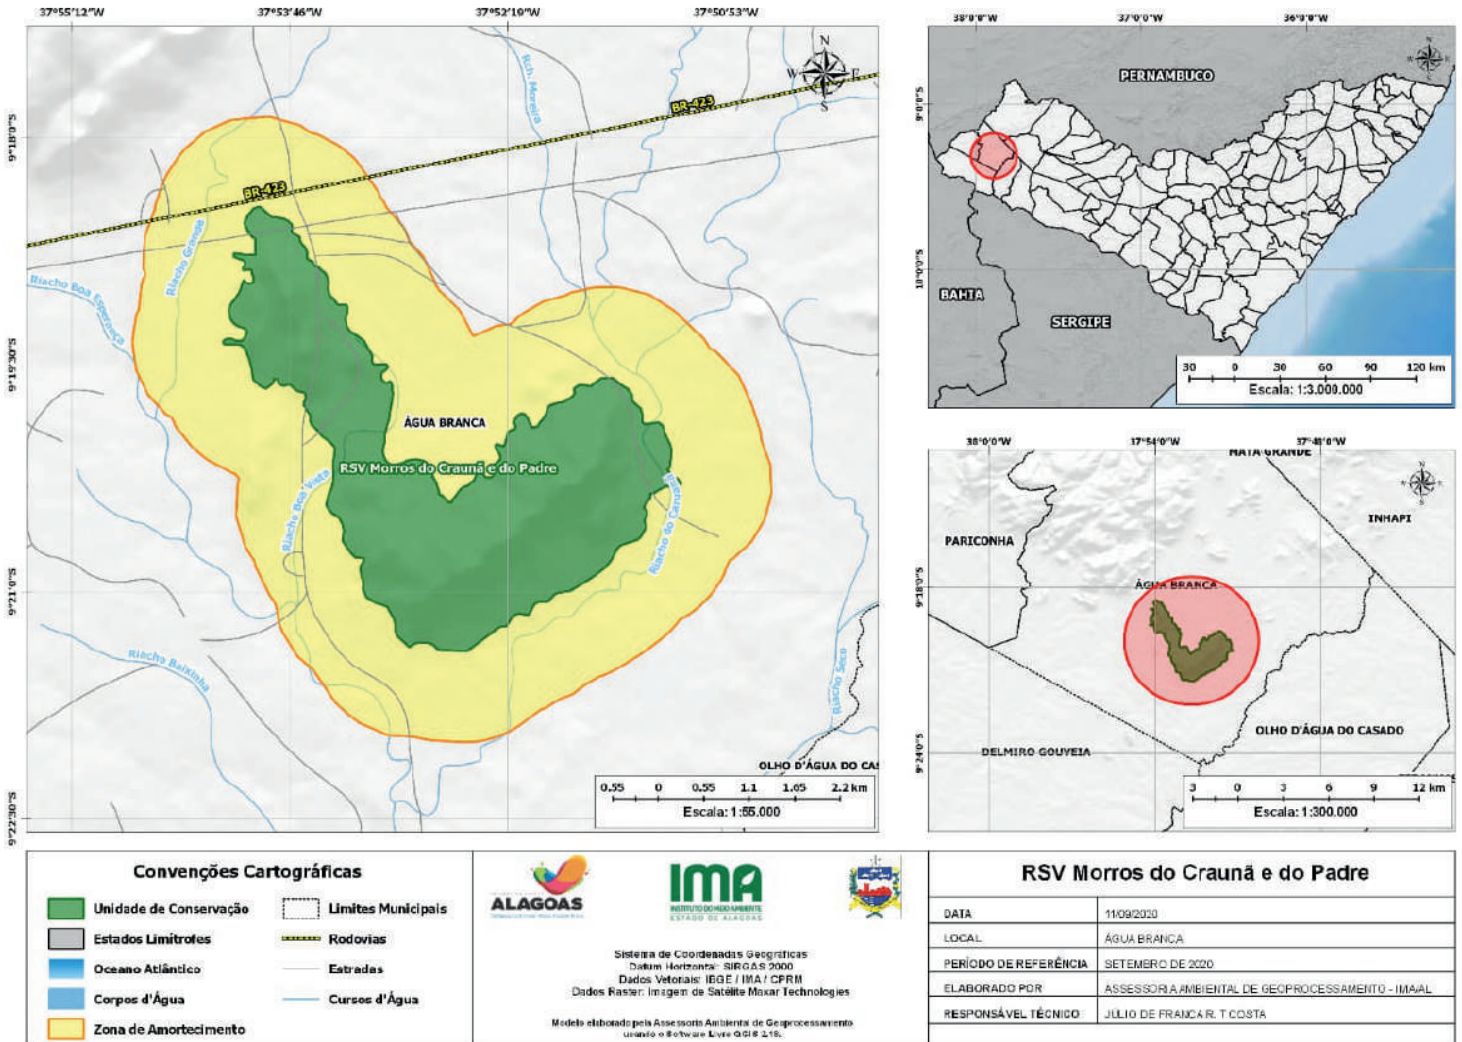 37°55'12"W
37°53'46"W
37°52'19"W
37°50'53"W
9°18'0"S
9°19'30"S
9°21'0"S
9°22'30"S
N
W E
S
BR-423
BR-423
Rch. Moreira
Riacho Grande
Riacho Boa Esperança
ÁGUA BRANCA
RSV Morros do Craunã e do Padre
Riacho Boa Vista
Riacho Baixinha
Riacho Seco
OLHO D'ÁGUA DO CAS
0.55 0 0.55 1.1 1.65 2.2 km
Escala: 1:55.000
38°0'0"W
37°0'0"W
36°0'0"W
9°0'0"S
10°0'0"S
N
PERNAMBUCO
BAHIA
SERGIPE
30 0 30 60 90 120 km
Escala: 1:3.000.000
38°0'0"W
37°54'0"W
37°48'0"W
9°18'0"S
9°24'0"S
MATA GRANDE
N
INHAPI
PARICONHA
ÁGUA BRANCA
OLHO D'ÁGUA DO CASADO
DELMIRO GOUVEIA
3 0 3 6 9 12 km
Escala: 1:300.000
Convenções Cartográficas
Unidade de Conservação
Estados Limítrofes
Oceano Atlântico
Corpos d'Água
Zona de Amortecimento
Limites Municipais
Rodovias
Estradas
Cursos d'Água
ALAGOAS
IMA
INSTITUTO DO MEIO AMBIENTE
ESTADO DE ALAGOAS
Sistema de Coordenadas Geográficas
Datum Horizontal: SIRGAS 2000
Dados Vetoriais: IBGE / IMA / CPRM
Dados Raster: Imagem de Satélite Maxar Technologies
Modelo elaborado pela Assessoria Ambiental de Geoprocessamento
usando o Software Livre QGIS 2.18.
RSV Morros do Craunã e do Padre
DATA 11/09/2020
LOCAL ÁGUA BRANCA
PERÍODO DE REFERÊNCIA SETEMBRO DE 2020
ELABORADO POR ASSESSORIA AMBIENTAL DE GEOPROCESSAMENTO - IMA/AL
RESPONSÁVEL TÉCNICO JÚLIO DE FRANCA R. T COSTA